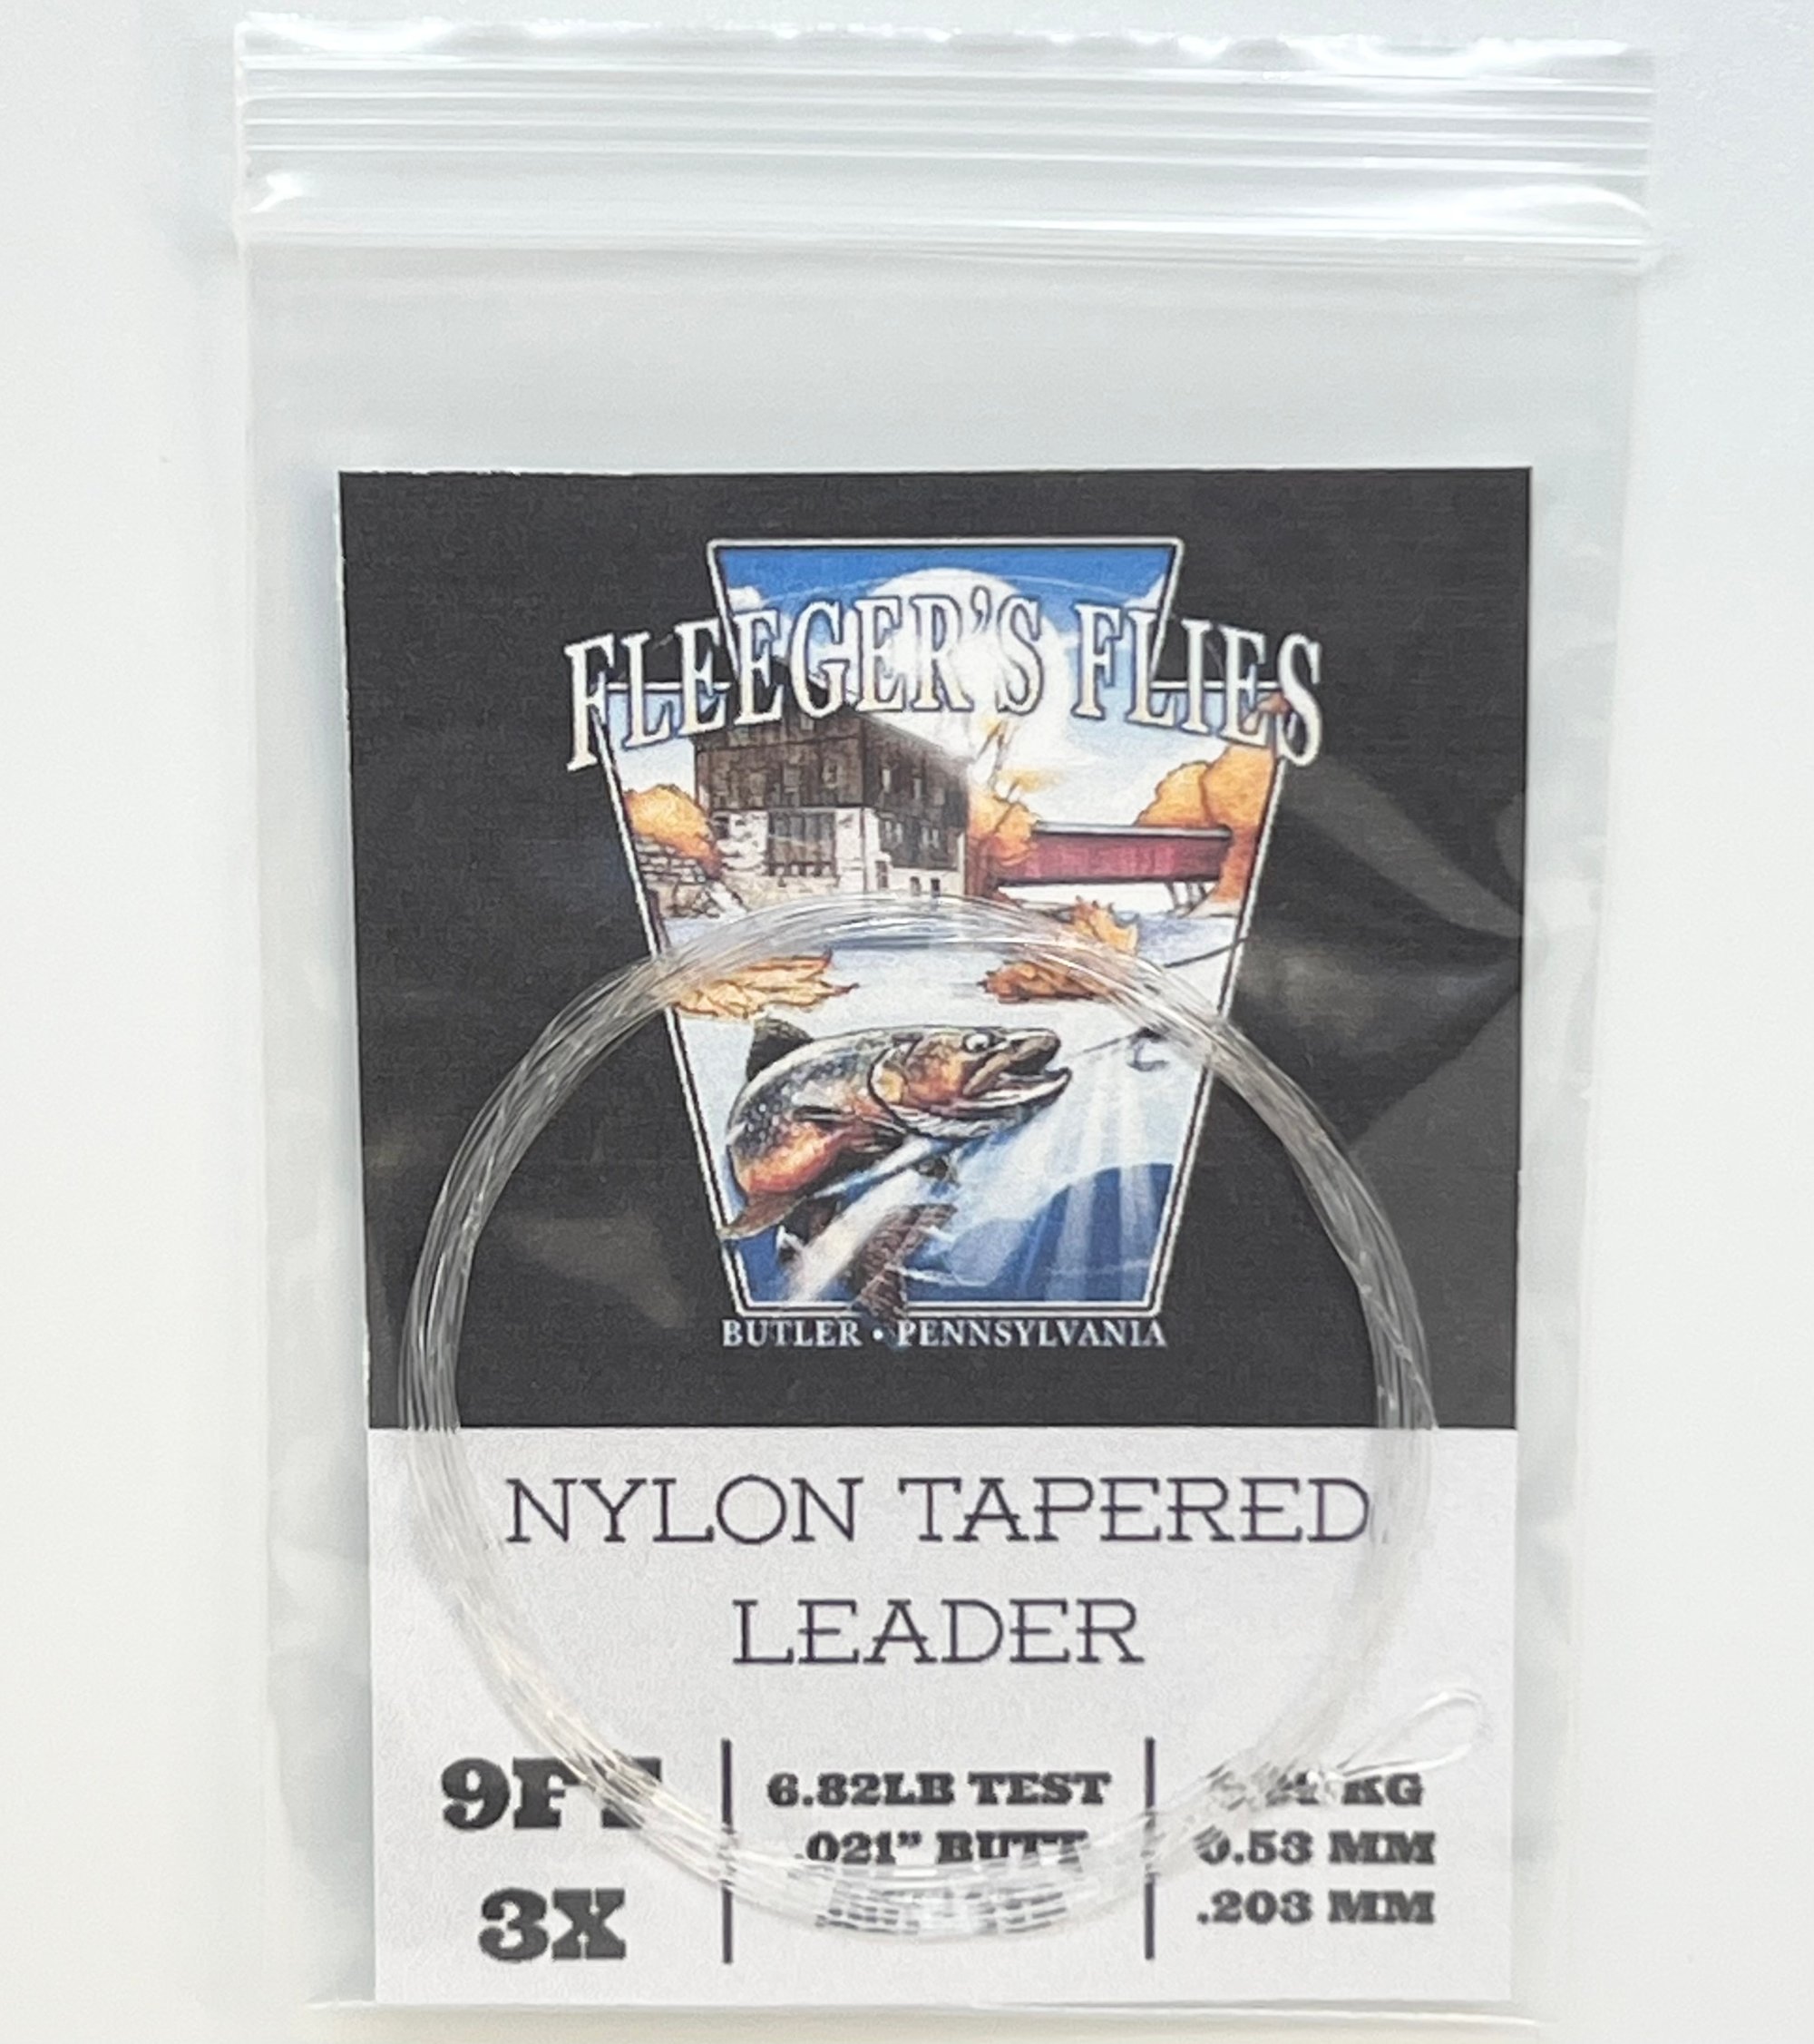 FLEEGER'S FLIES
BUTLER • PENNSYLVANIA
NYLON TAPERED
LEADER
9FT
3X
6.82LB TEST
.021” BUTT
KG
0.53 MM
.203 MM